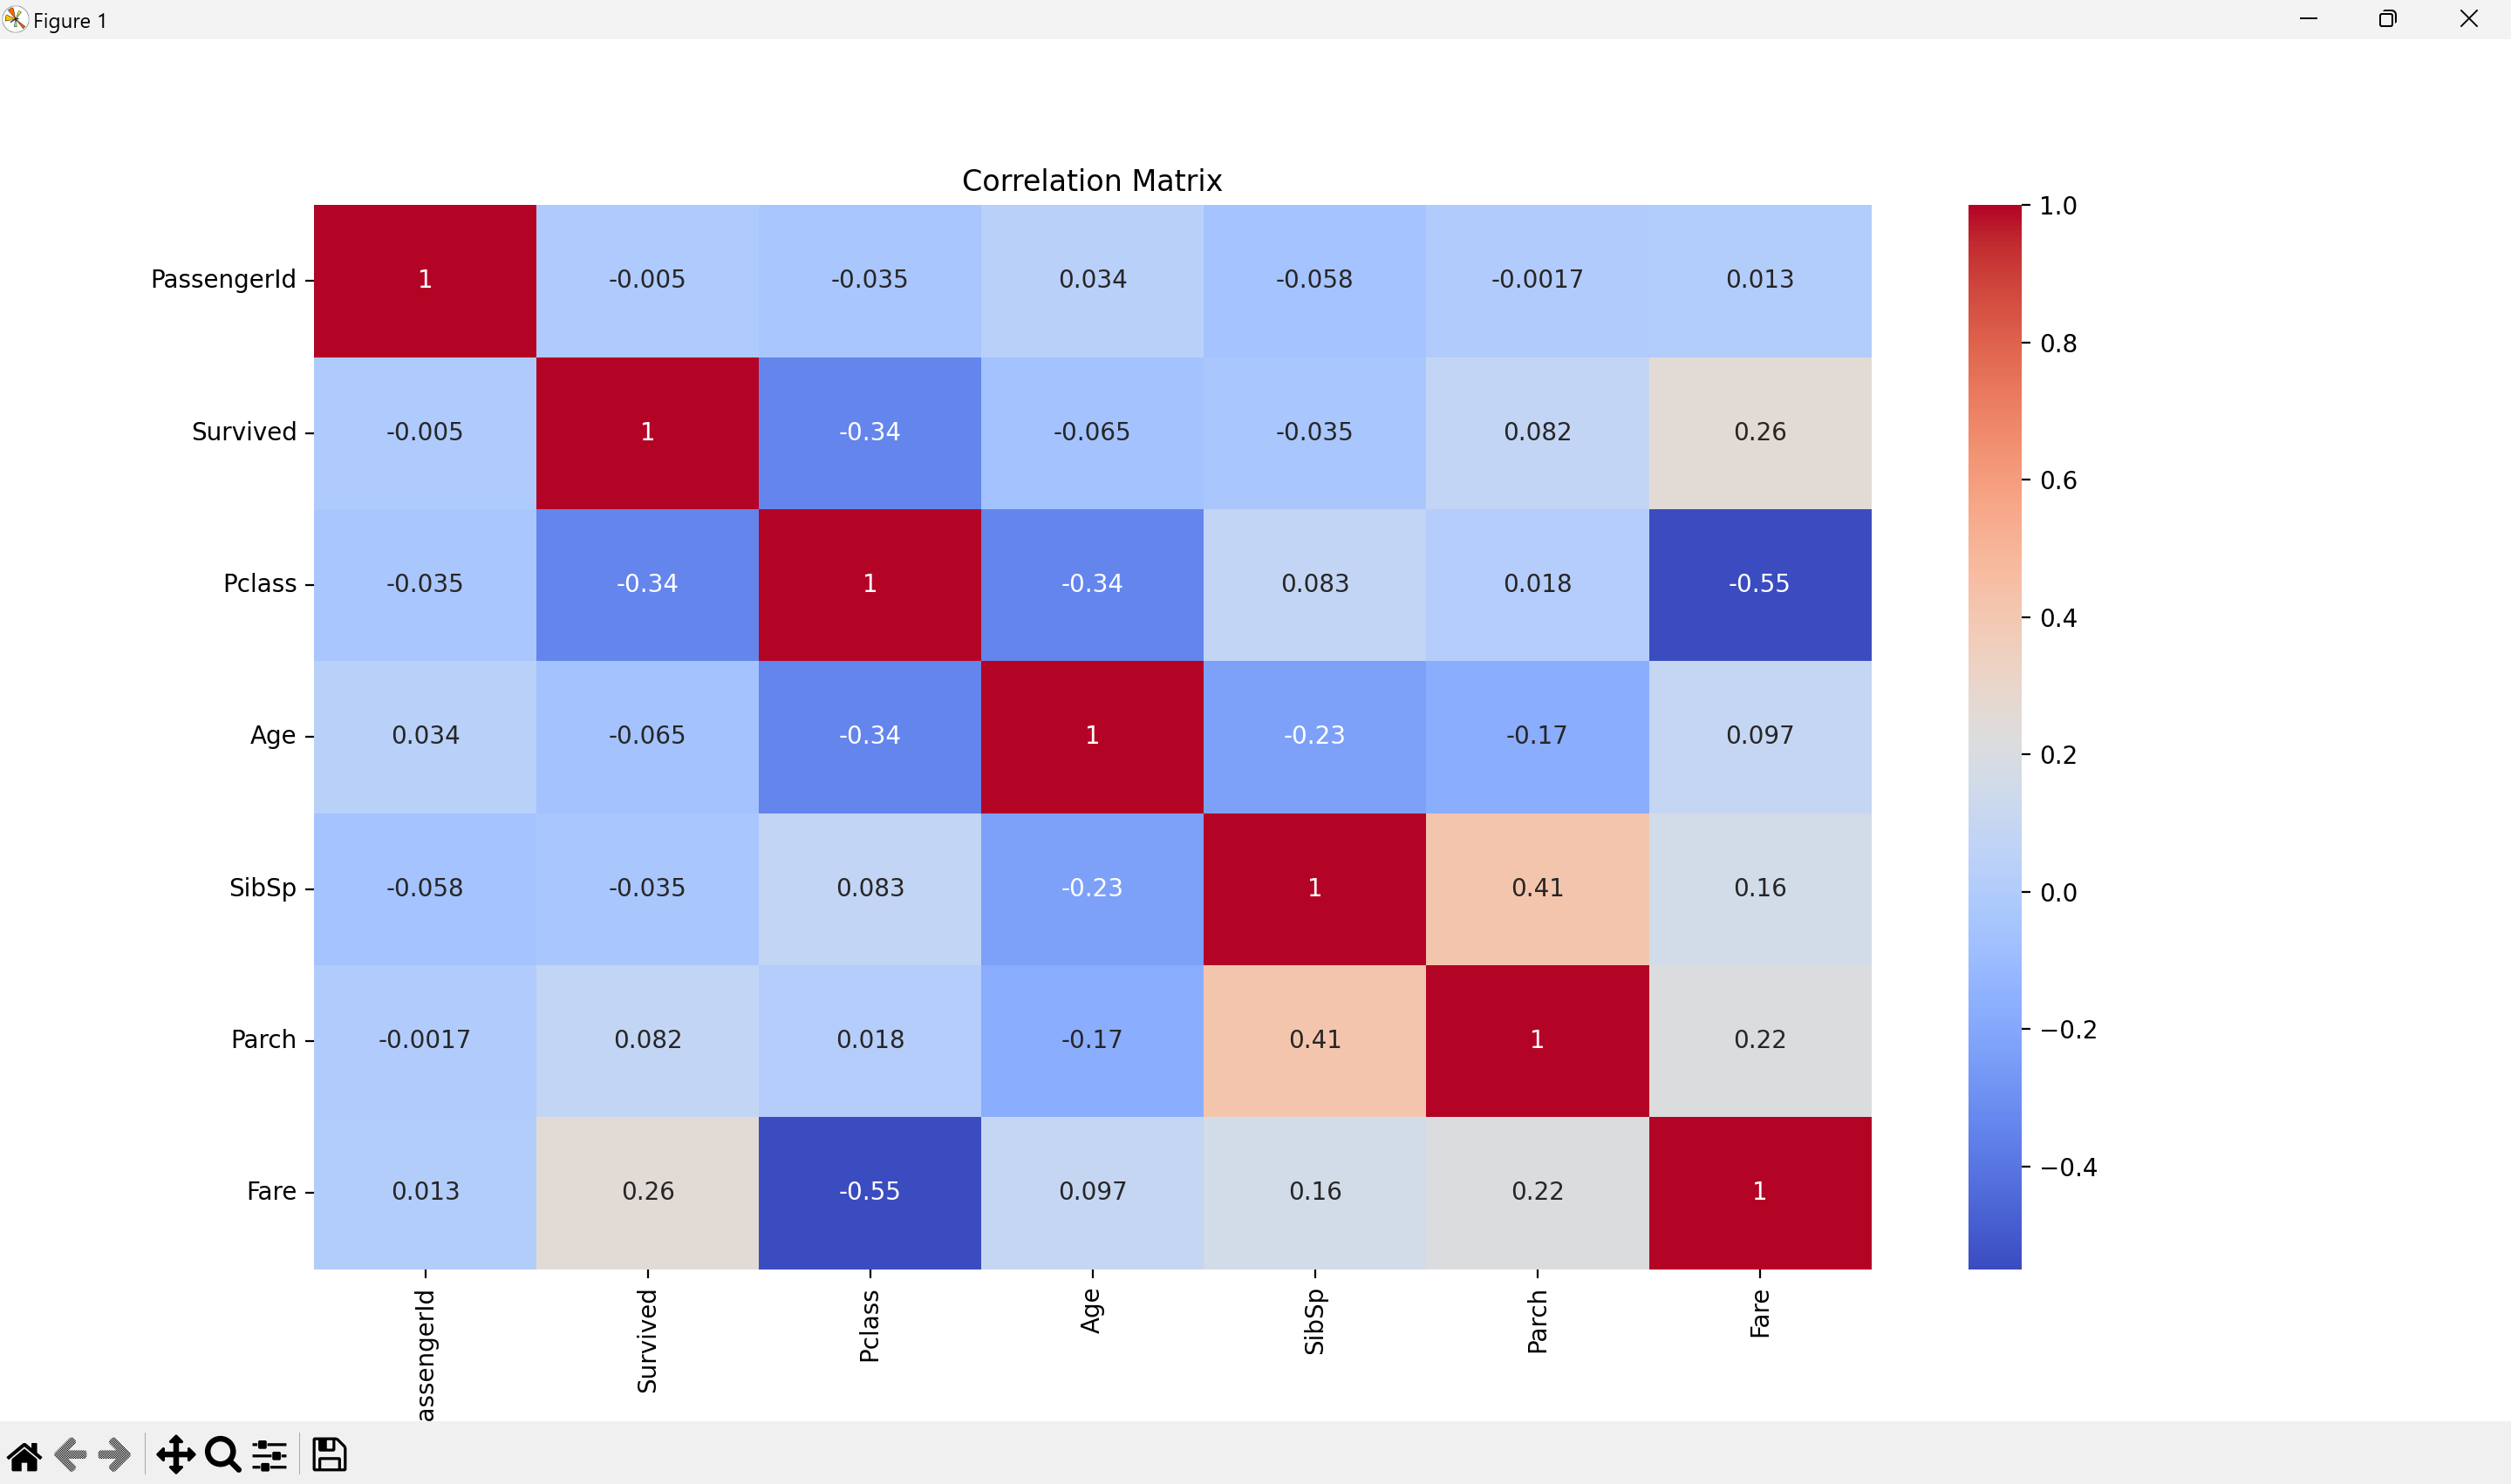 Figure 1
Correlation Matrix
PassengerId 1 -0.005 -0.035 0.034 -0.058 -0.0017 0.013
Survived -0.005 1 -0.34 -0.065 -0.035 0.082 0.26
Pclass -0.035 -0.34 1 -0.34 0.083 0.018 -0.55
Age 0.034 -0.065 -0.34 1 -0.23 -0.17 0.097
SibSp -0.058 -0.035 0.083 -0.23 1 0.41 0.16
Parch -0.0017 0.082 0.018 -0.17 0.41 1 0.22
Fare 0.013 0.26 -0.55 0.097 0.16 0.22 1
assengerId Survived Pclass Age SibSp Parch Fare
1.0
0.8
0.6
0.4
0.2
0.0
−0.2
−0.4